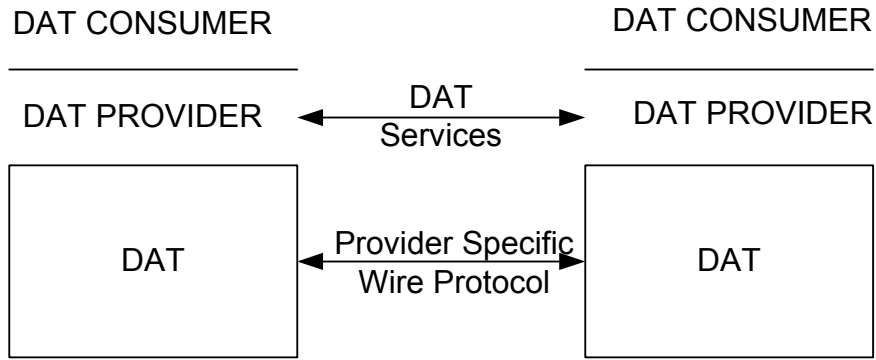 DAT CONSUMER
DAT CONSUMER
DAT PROVIDER
DAT
Services
DAT PROVIDER
DAT
Provider Specific
Wire Protocol
DAT